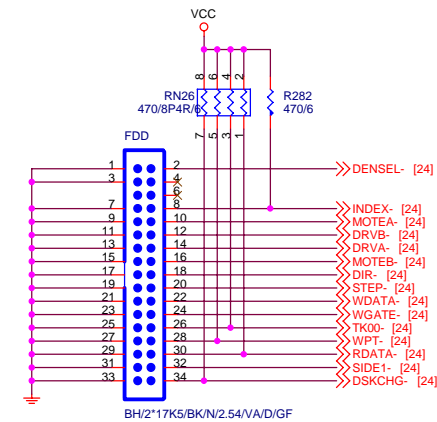 VCC
8 6 4 2
RN26 R282
470/8P4R/6 470/6
7 5 3 1
FDD
1 2 DENSEL- [24]
3 4
6
7 8 INDEX- [24]
9 10 MOTEA- [24]
11 12 DRVB- [24]
13 14 DRVA- [24]
15 16 MOTEB- [24]
17 18 DIR- [24]
19 20 STEP- [24]
21 22 WDATA- [24]
23 24 WGATE- [24]
25 26 TK00- [24]
27 28 WPT- [24]
29 30 RDATA- [24]
31 32 SIDE1- [24]
33 34 DSKCHG- [24]
BH/2*17K5/BK/N/2.54/VA/D/GF